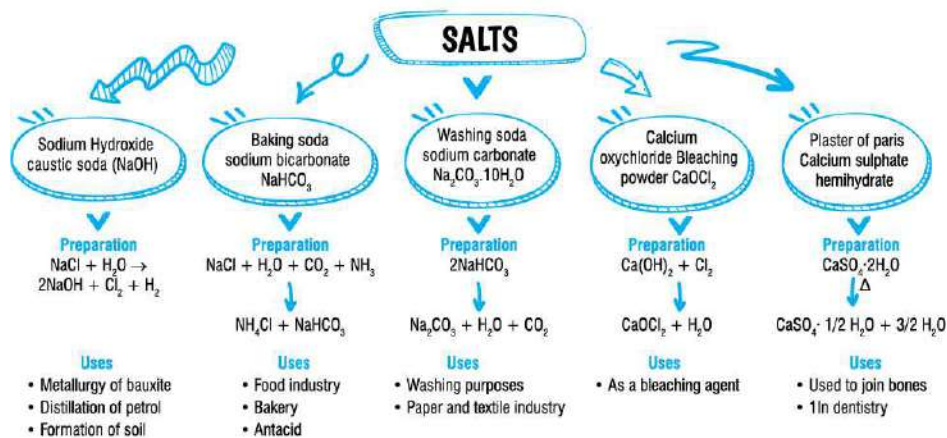 SALTS
Sodium Hydroxide
caustic soda (NaOH)
Preparation
NaCl + H₂O →
2NaOH + Cl₂ + H₂
Uses
• Metallurgy of bauxite
• Distillation of petrol
• Formation of soil
Baking soda
sodium bicarbonate
NaHCO₃
Preparation
NaCl + H₂O + CO₂ + NH₃
NH₄Cl + NaHCO₃
Uses
• Food industry
• Bakery
• Antacid
Washing soda
sodium carbonate
Na₂CO₃.10H₂O
Preparation
2NaHCO₃
Na₂CO₃ + H₂O + CO₂
Uses
• Washing purposes
• Paper and textile industry
Calcium
oxychloride Bleaching
powder CaOCl₂
Preparation
Ca(OH)₂ + Cl₂
CaOCl₂ + H₂O
Uses
• As a bleaching agent
Plaster of paris
Calcium sulphate
hemihydrate
Preparation
CaSO₄·2H₂O
Δ
CaSO₄· 1/2 H₂O + 3/2 H₂O
Uses
• Used to join bones
• 1In dentistry